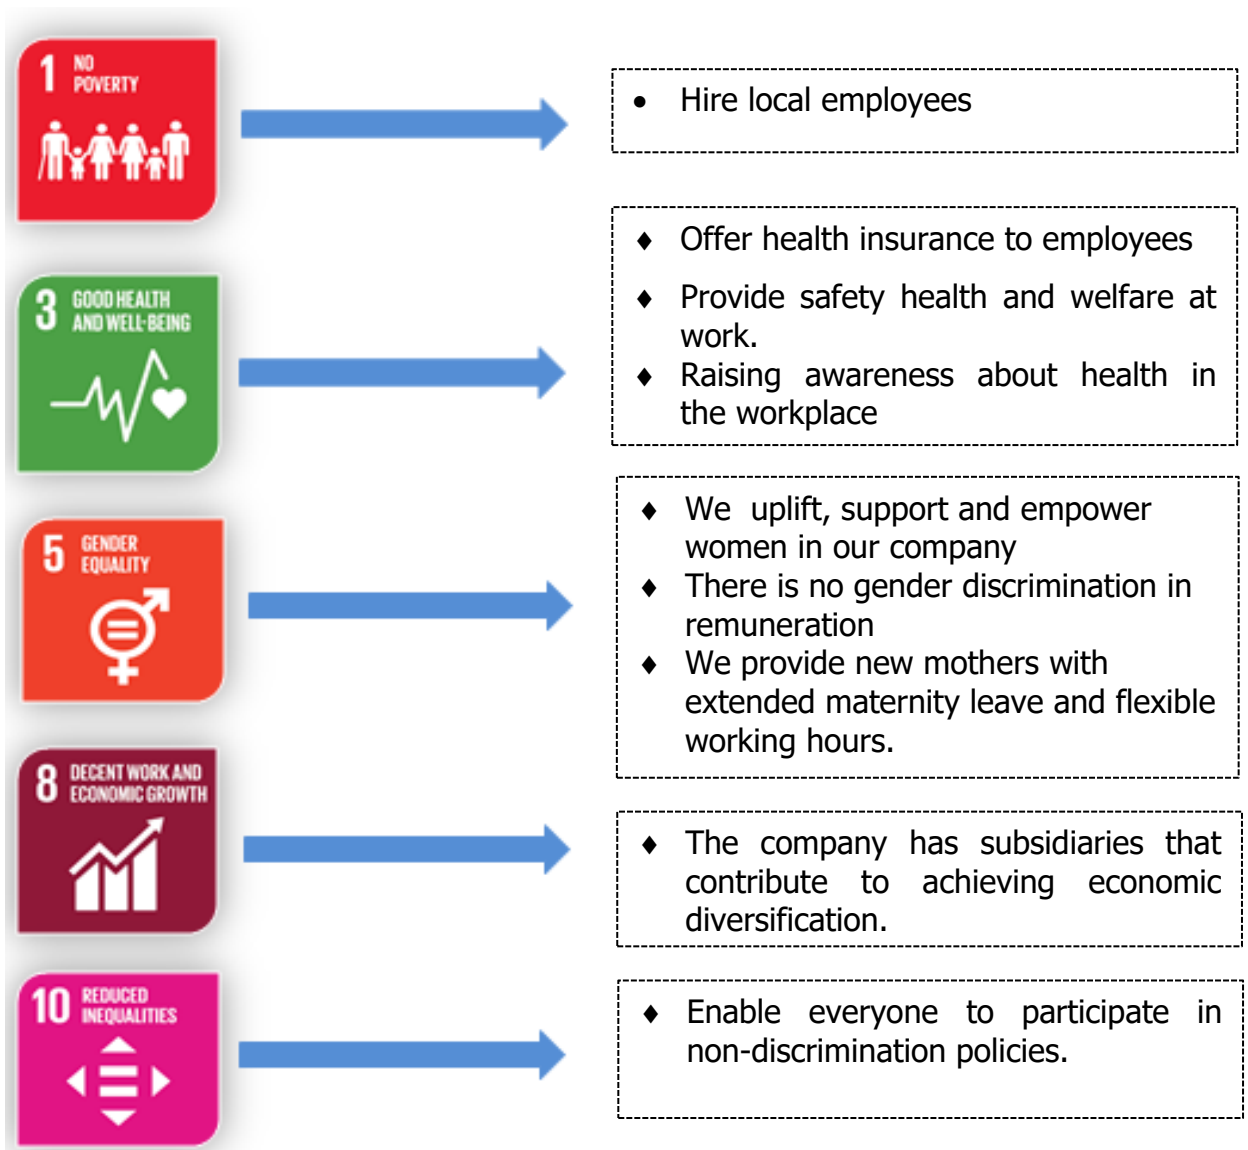 1 NO
POVERTY
• Hire local employees
3 GOOD HEALTH
AND WELL-BEING
♦ Offer health insurance to employees
♦ Provide safety health and welfare at
work.
♦ Raising awareness about health in
the workplace
5 GENDER
EQUALITY
♦ We uplift, support and empower
women in our company
♦ There is no gender discrimination in
remuneration
♦ We provide new mothers with
extended maternity leave and flexible
working hours.
8 DECENT WORK AND
ECONOMIC GROWTH
♦ The company has subsidiaries that
contribute to achieving economic
diversification.
10 REDUCED
INEQUALITIES
♦ Enable everyone to participate in
non-discrimination policies.